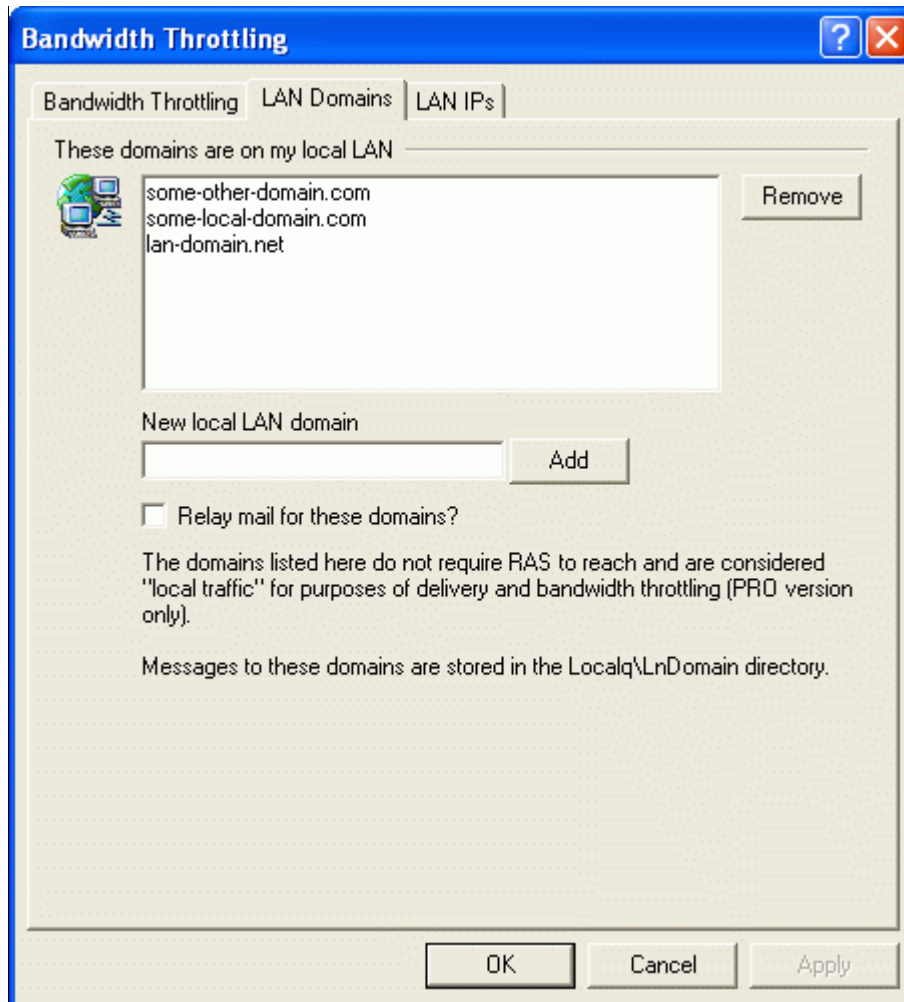 Bandwidth Throttling
Bandwidth Throttling LAN Domains LAN IPs
These domains are on my local LAN
some-other-domain.com
some-local-domain.com
lan-domain.net
Remove
New local LAN domain
Add
Relay mail for these domains?
The domains listed here do not require RAS to reach and are considered
"local traffic" for purposes of delivery and bandwidth throttling (PRO version
only).
Messages to these domains are stored in the Localq\LnDomain directory.
OK Cancel Apply